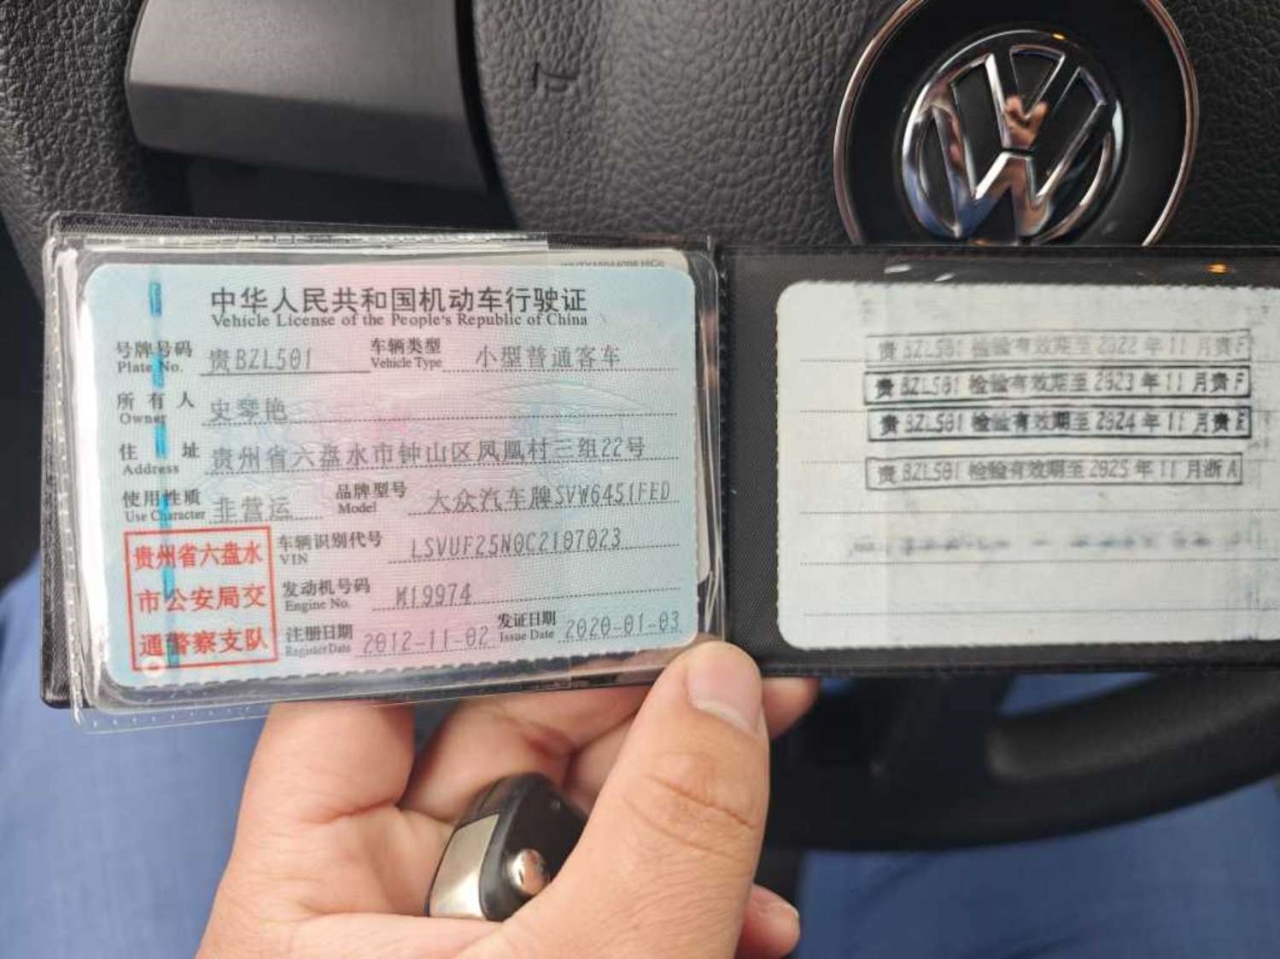 中华人民共和国机动车行驶证
Vehicle License of the People's Republic of China
号牌号码 贵BZL501 车辆类型 小型普通客车
Plate No. Vehicle Type
所有人 史琴艳
Owner
住址 贵州省六盘水市钟山区凤凰村三组22号
Address
使用性质 非营运 品牌型号 大众汽车牌SVW6451FED
Use Character Model
贵州省六盘水
市公安局交
通警察支队
车辆识别代号 LSVUF25N0C2107023
VIN
发动机号码 M19974
Engine No.
注册日期 2012-11-02 发证日期 2020-01-03
Register Date Issue Date
贵BZL501 检验有效期至2022年11月贵F
贵BZL501 检验有效期至2023年11月贵F
贵BZL501 检验有效期至2024年11月贵
贵BZL501 检验有效期至2025年11月浙A